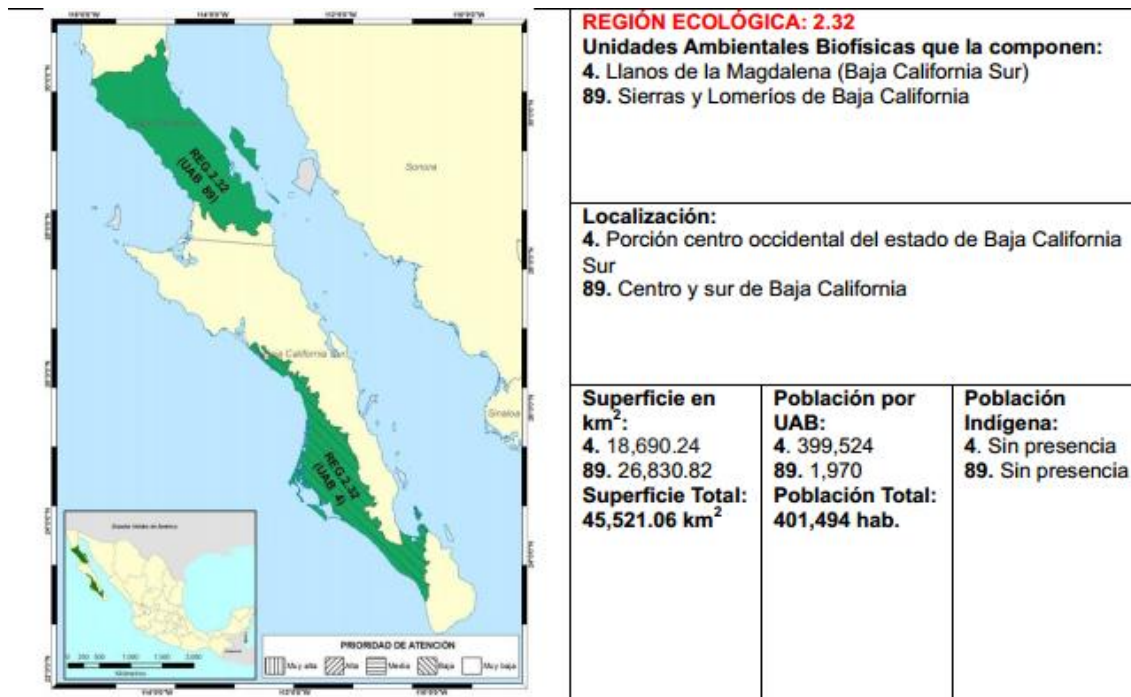 REGIÓN ECOLÓGICA: 2.32
Unidades Ambientales Biofísicas que la componen:
4. Llanos de la Magdalena (Baja California Sur)
89. Sierras y Lomeríos de Baja California
Localización:
4. Porción centro occidental del estado de Baja California
Sur
89. Centro y sur de Baja California
Superficie en
km²:
4. 18,690.24
89. 26,830.82
Superficie Total:
45,521.06 km²
Población por
UAB:
4. 399,524
89. 1,970
Población Total:
401,494 hab.
Población
Indígena:
4. Sin presencia
89. Sin presencia
REG.2.32
(UAB 89)
Sonora
Baja California Sur
Sinaloa
REG.2.32
(UAB 4)
Estados Unidos de América
PRIORIDAD DE ATENCIÓN
Muy alta
Alta
Media
Baja
Muy baja